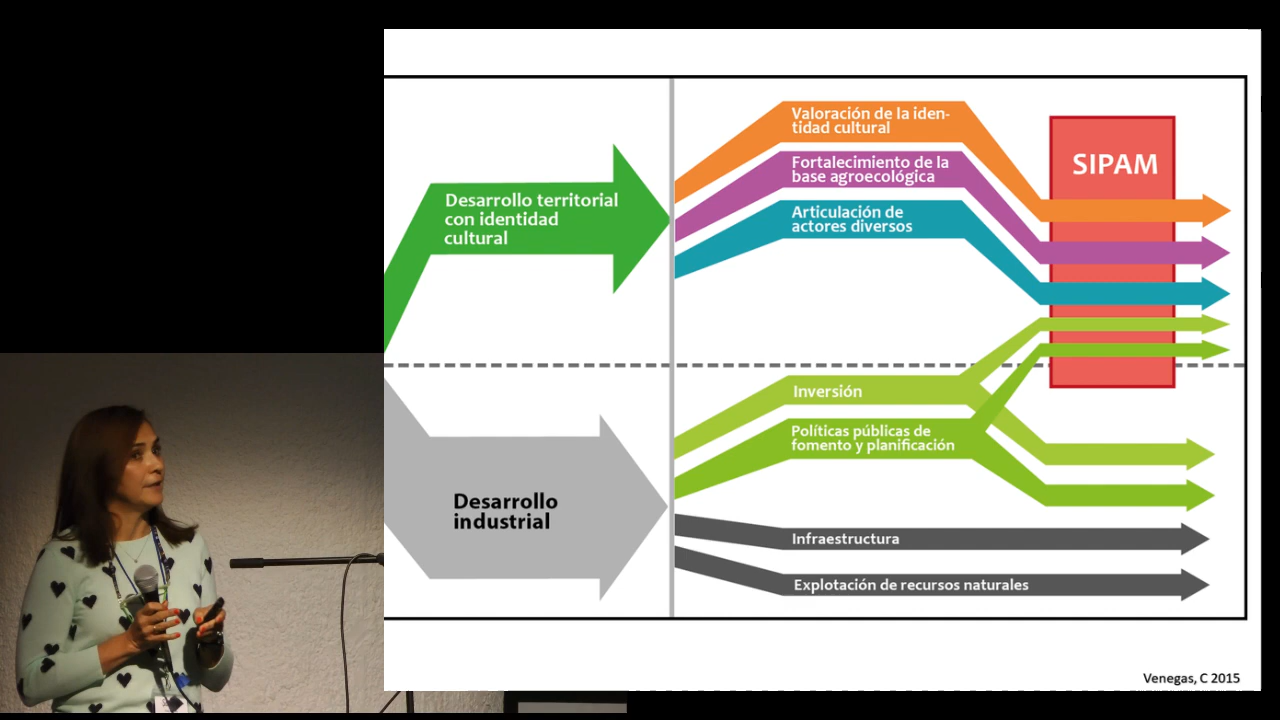 Valoración de la iden-
tidad cultural
SIPAM
Fortalecimiento de la
base agroecológica
Desarrollo territorial
con identidad
cultural
Articulación de
actores diversos
Inversión
Políticas públicas de
fomento y planificación
Desarrollo
industrial
Infraestructura
Explotación de recursos naturales
Venegas, C 2015